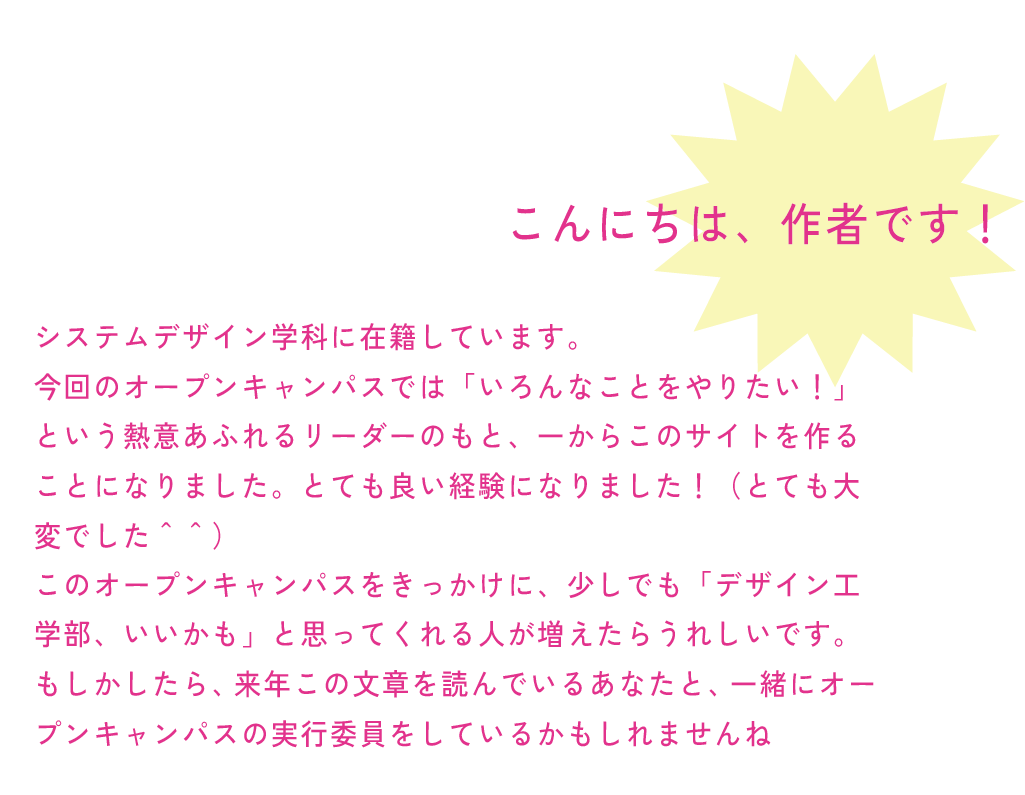 こんにちは、作者です！
システムデザイン学科に在籍しています。
今回のオープンキャンパスでは「いろんなことをやりたい！」
という熱意あふれるリーダーのもと、一からこのサイトを作る
ことになりました。とても良い経験になりました！（とても大
変でした＾＾）
このオープンキャンパスをきっかけに、少しでも「デザイン工
学部、いいかも」と思ってくれる人が増えたらうれしいです。
もしかしたら、来年この文章を読んでいるあなたと、一緒にオー
プンキャンパスの実行委員をしているかもしれませんね